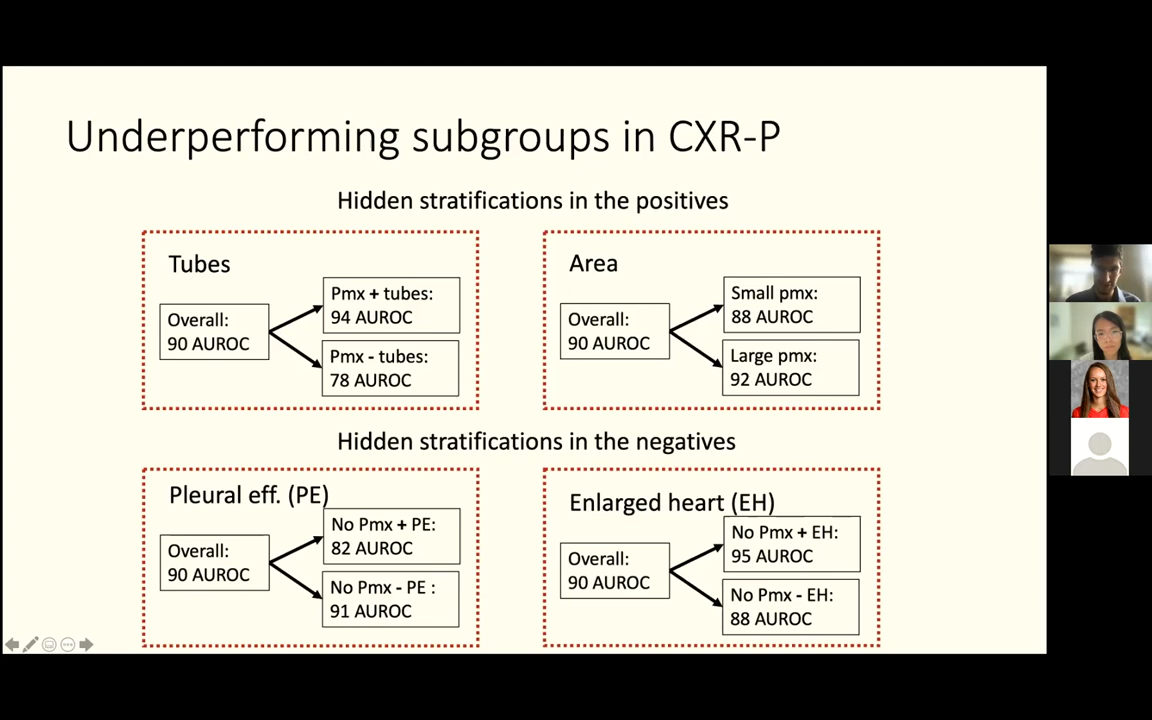 Underperforming subgroups in CXR-P
Hidden stratifications in the positives
Tubes
Overall:
90 AUROC
Pmx + tubes:
94 AUROC
Pmx - tubes:
78 AUROC
Area
Overall:
90 AUROC
Small pmx:
88 AUROC
Large pmx:
92 AUROC
Hidden stratifications in the negatives
Pleural eff. (PE)
Overall:
90 AUROC
No Pmx + PE:
82 AUROC
No Pmx - PE :
91 AUROC
Enlarged heart (EH)
Overall:
90 AUROC
No Pmx + EH:
95 AUROC
No Pmx - EH:
88 AUROC